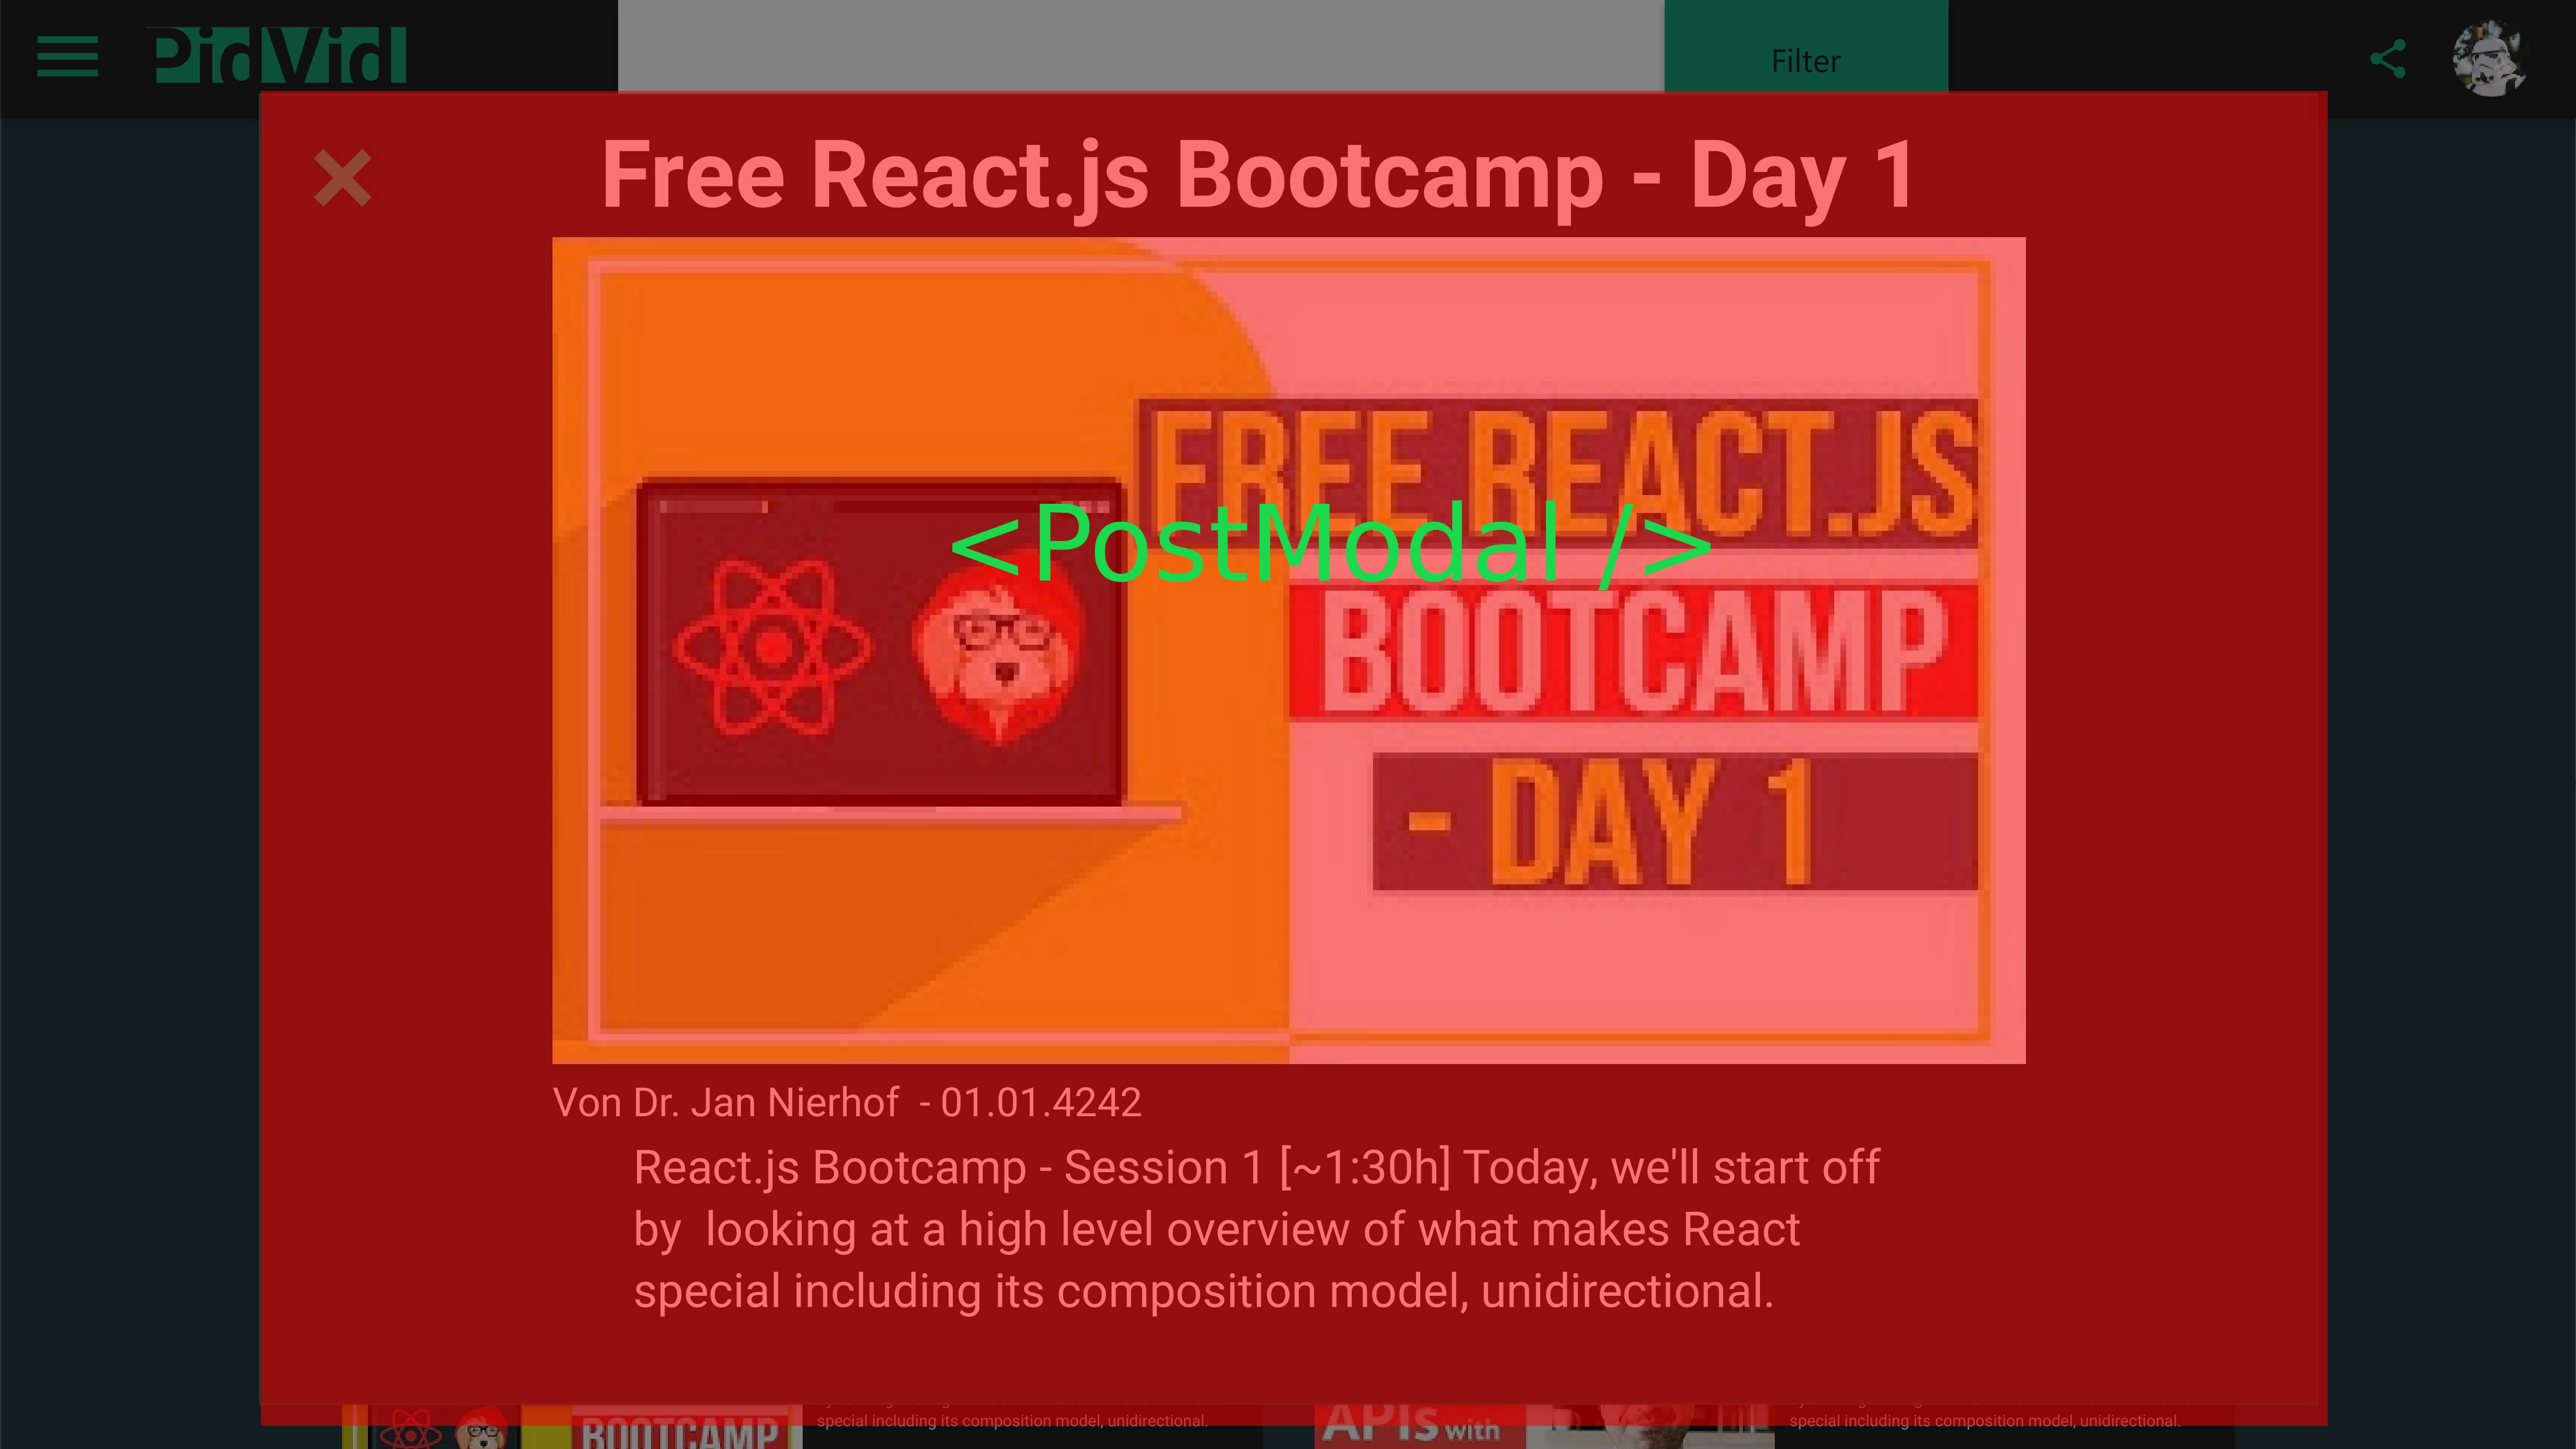 PidVid
Filter
Free React.js Bootcamp - Day 1
FREE REACT.JS
<PostModal />
BOOTCAMP
- DAY 1
Von Dr. Jan Nierhof - 01.01.4242
React.js Bootcamp - Session 1 [~1:30h] Today, we'll start off
by looking at a high level overview of what makes React
special including its composition model, unidirectional.
BOOTCAMP
special including its composition model, unidirectional.
APIs with
special including its composition model, unidirectional.